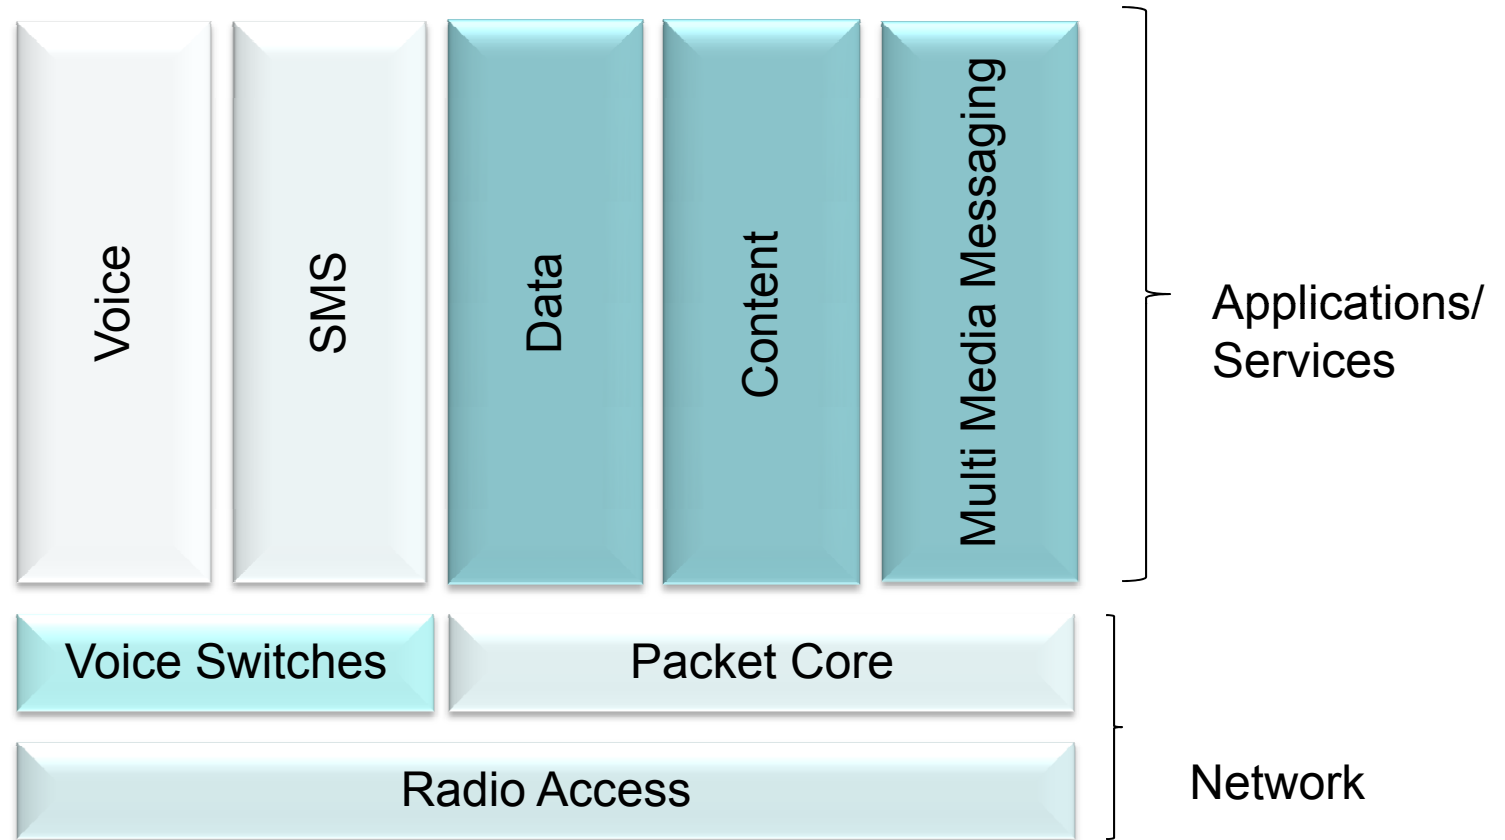 Voice
SMS
Data
Content
Multi Media Messaging
Applications/
Services
Voice Switches
Packet Core
Radio Access
Network